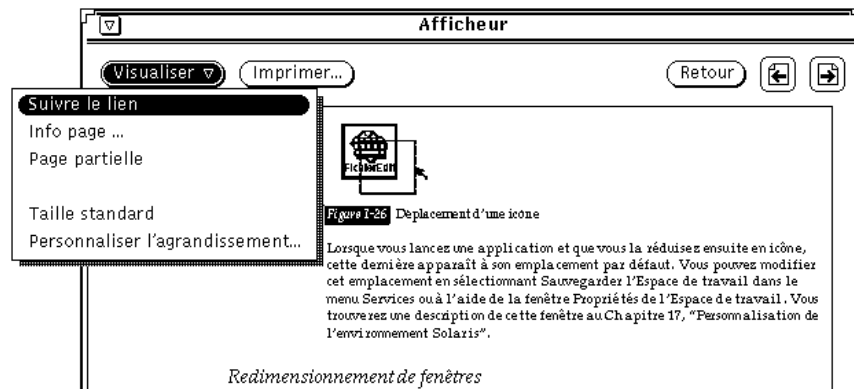 Afficheur
Visualiser
Imprimer...
Retour
Suivre le lien
Info page ...
Page partielle
Taille standard
Personnaliser l'agrandissement...
FichierEdit
Figure 1-26 Deplacement d'une icone
Lorsque vous lancez une application et que vous la réduisez ensuite en icône,
cette dernière apparaît à son emplacement par défaut. Vous pouvez modifier
cet emplacement en sélectionnant Sauvegarder l'Espace de travail dans le
menu Services ou à l'aide de la fenêtre Propriétés de l'Espace de travail. Vous
trouverez une description de cette fenêtre au Chapitre 17, "Personnalisation de
l'environnement Solaris".
Redimensionnement de fenêtres